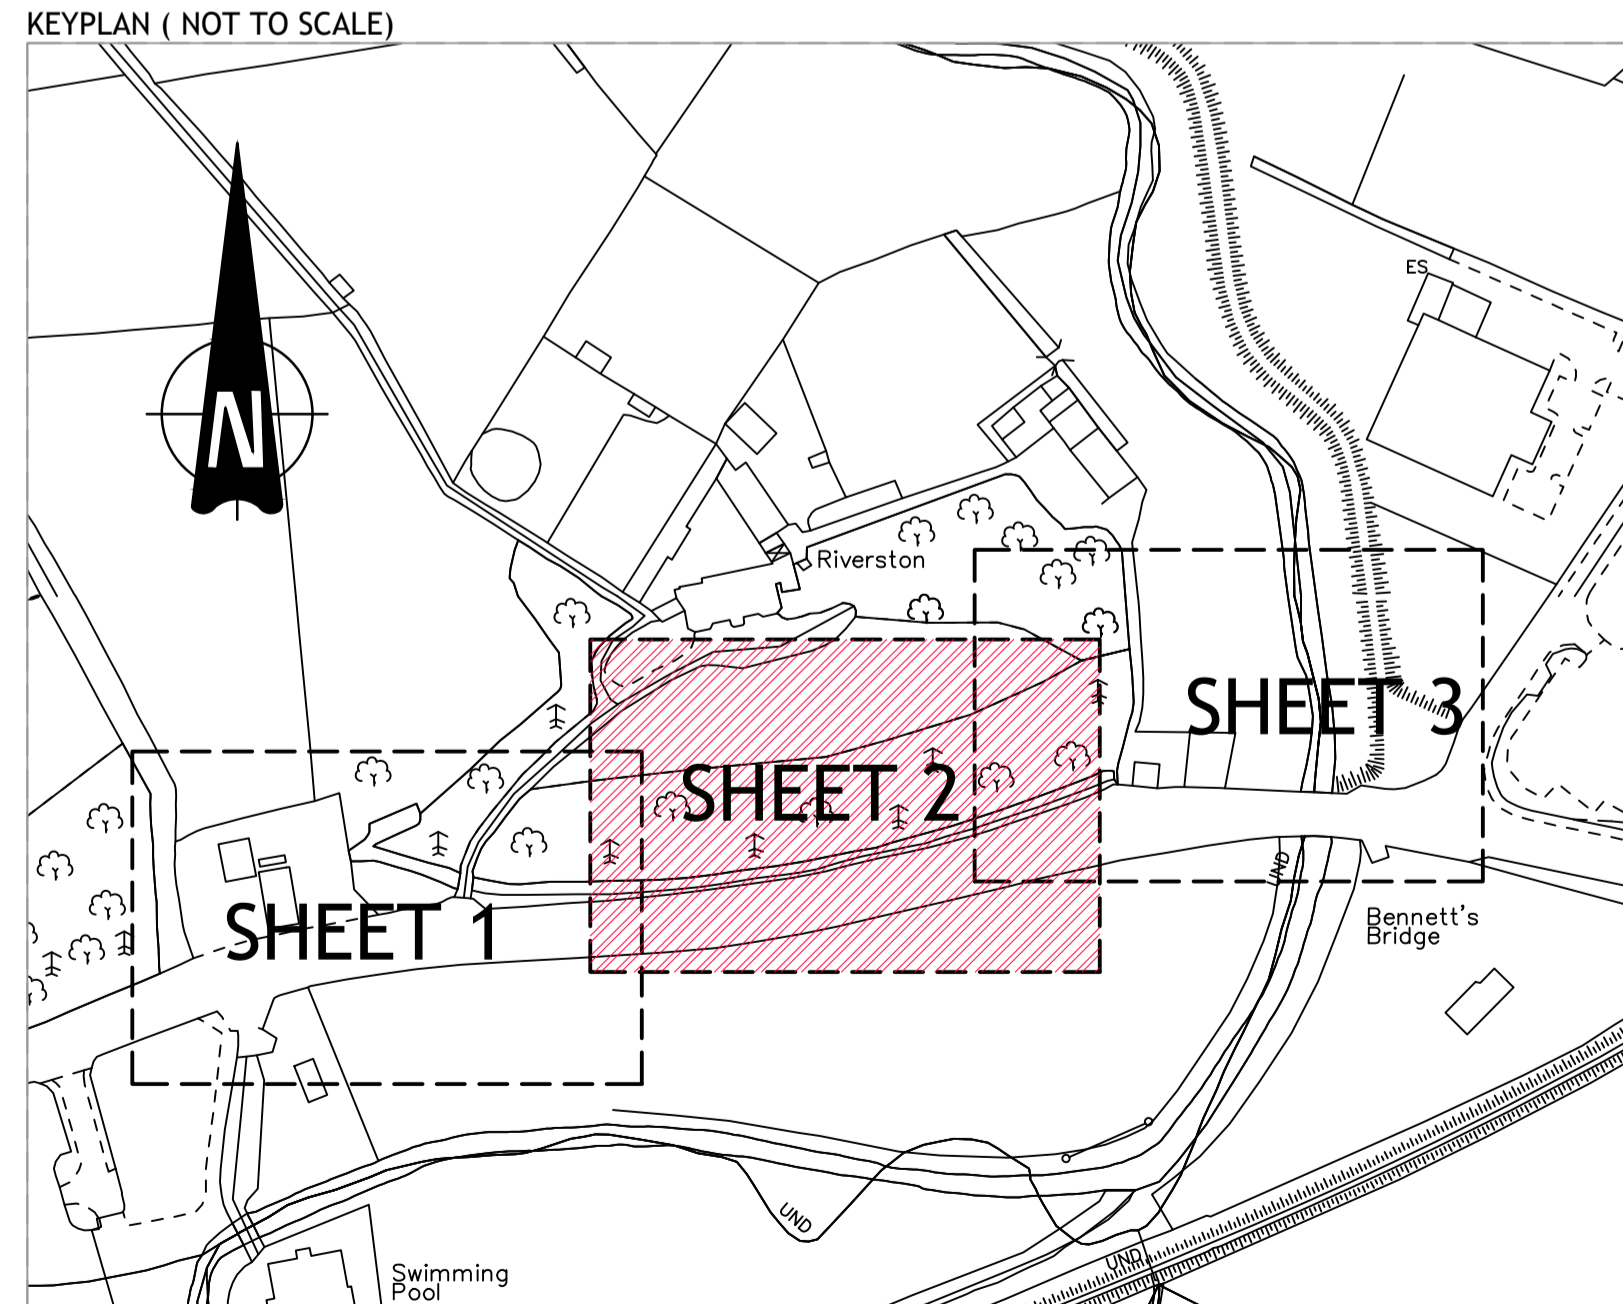 KEYPLAN ( NOT TO SCALE)
ES
N
Riverston
SHEET 3
SHEET 2
UND
SHEET 1
Bennett's
Bridge
UND
UND
Swimming
Pool